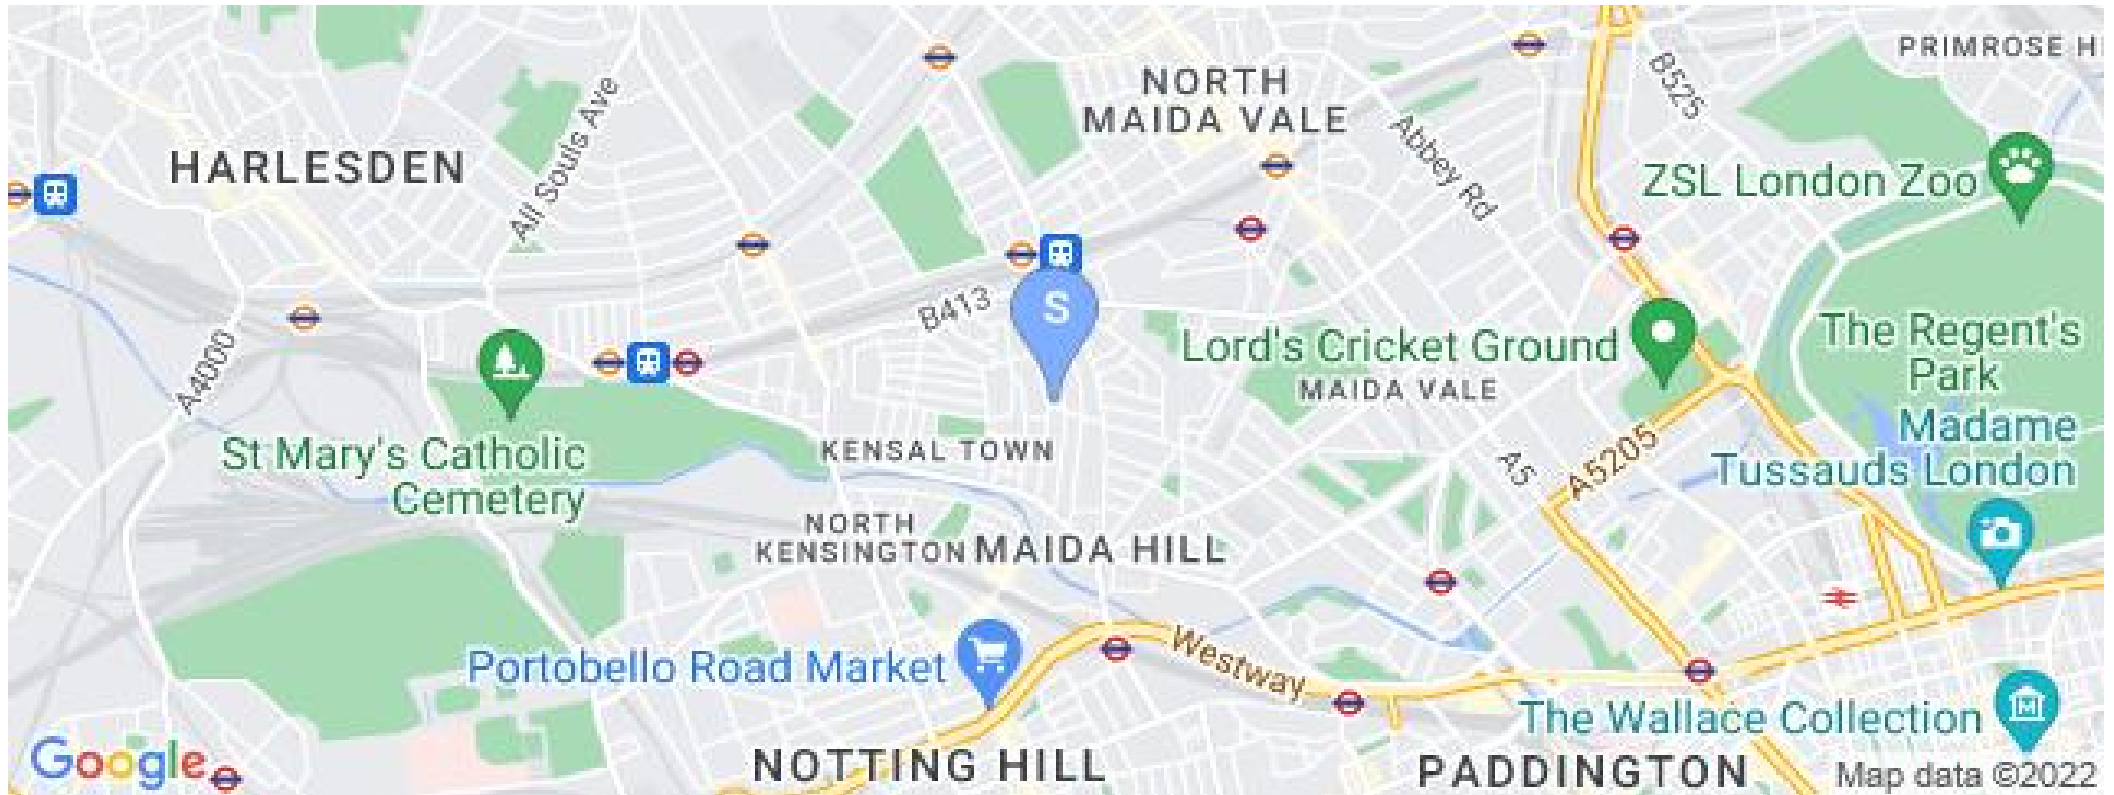 PRIMROSE H
NORTH
MAIDA VALE
B525
All Souls Ave
Abbey Rd
HARLESDEN
ZSL London Zoo
B413
S
A4000
Lord's Cricket Ground
MAIDA VALE
The Regent's
Park
Madame
Tussauds London
St Mary's Catholic
Cemetery
KENSAL TOWN
A5
A5205
NORTH
KENSINGTON
MAIDA HILL
Portobello Road Market
Westway
The Wallace Collection
M
Google
NOTTING HILL
PADDINGTON
Map data ©2022